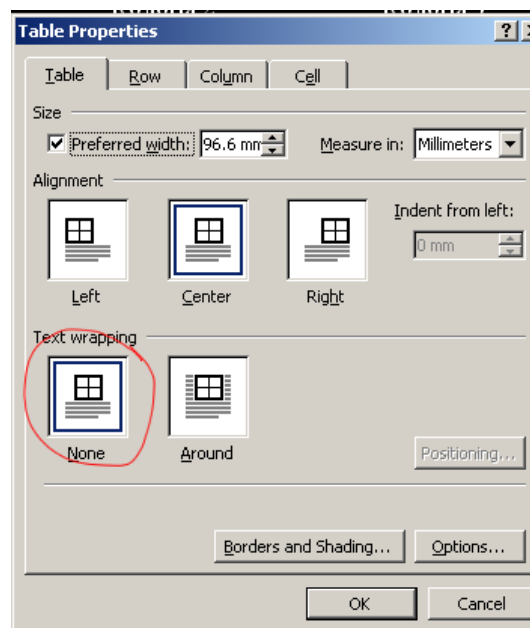 Table Properties
Table Row Column Cell
Size
Preferred width: 96.6 mm Measure in: Millimeters
Alignment
Indent from left:
0 mm
Left Center Right
Text wrapping
None Around Positioning...
Borders and Shading... Options...
OK Cancel